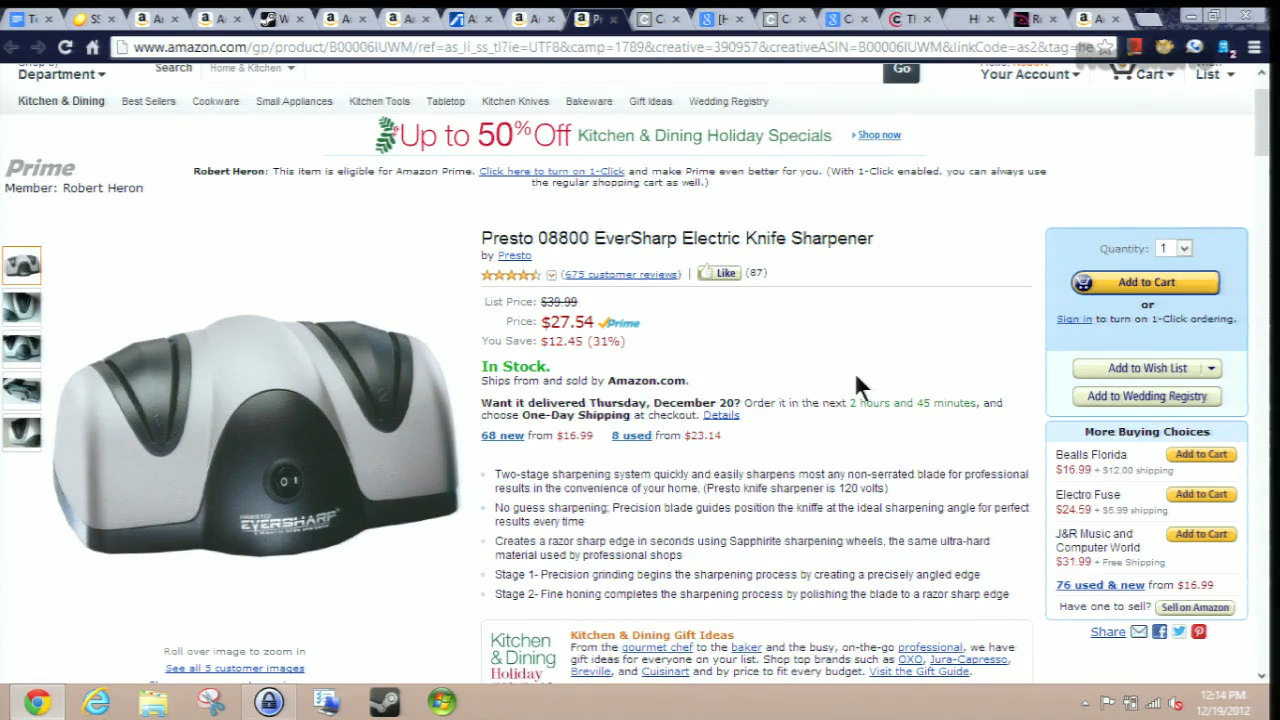 www.amazon.com/gp/product/B00006IUWM/ref=as_li_ss_tl?ie=UTF8&camp=1789&creative=390957&creativeASIN=B00006IUWM&linkCode=as2&tag=he
Department
Search
Home & Kitchen
Go
Your Account
Cart
List
Kitchen & Dining
Best Sellers
Cookware
Small Appliances
Kitchen Tools
Tabletop
Kitchen Knives
Bakeware
Gift Ideas
Wedding Registry
Up to 50% Off Kitchen & Dining Holiday Specials
Shop now
Prime
Member: Robert Heron
Robert Heron: This item is eligible for Amazon Prime. Click here to turn on 1-Click and make Prime even better for you. (With 1-Click enabled, you can always use
the regular shopping cart as well.)
Presto 08800 EverSharp Electric Knife Sharpener
by Presto
(675 customer reviews) | Like (87)
List Price: $39.99
Price: $27.54 Prime
You Save: $12.45 (31%)
In Stock.
Ships from and sold by Amazon.com.
Want it delivered Thursday, December 20? Order it in the next 2 hours and 45 minutes, and
choose One-Day Shipping at checkout. Details
68 new from $16.99 8 used from $23.14
Two-stage sharpening system quickly and easily sharpens most any non-serrated blade for professional
results in the convenience of your home. (Presto knife sharpener is 120 volts)
No guess sharpening; Precision blade guides position the kniffe at the ideal sharpening angle for perfect
results every time
Creates a razor sharp edge in seconds using Sapphirite sharpening wheels, the same ultra-hard
material used by professional shops
Stage 1- Precision grinding begins the sharpening process by creating a precisely angled edge
Stage 2- Fine honing completes the sharpening process by polishing the blade to a razor sharp edge
1
2
0 1
PRESTO
EVERSHARP
Roll over image to zoom in
See all 5 customer images
Kitchen
& Dining
Holiday
Kitchen & Dining Gift Ideas
From the gourmet chef to the baker and the busy, on-the-go professional, we have
gift ideas for everyone on your list. Shop top brands such as OXO, Jura-Capresso,
Breville, and Cuisinart and by price to fit every budget. Visit the Gift Guide.
Quantity: 1
Add to Cart
or
Sign in to turn on 1-Click ordering.
Add to Wish List
Add to Wedding Registry
More Buying Choices
Bealls Florida
Add to Cart
$16.99 + $12.00 shipping
Electro Fuse
Add to Cart
$24.59 + $5.99 shipping
J&R Music and
Computer World
Add to Cart
$31.99 + Free Shipping
76 used & new from $16.99
Have one to sell? Sell on Amazon
Share
12:14 PM
12/19/2012